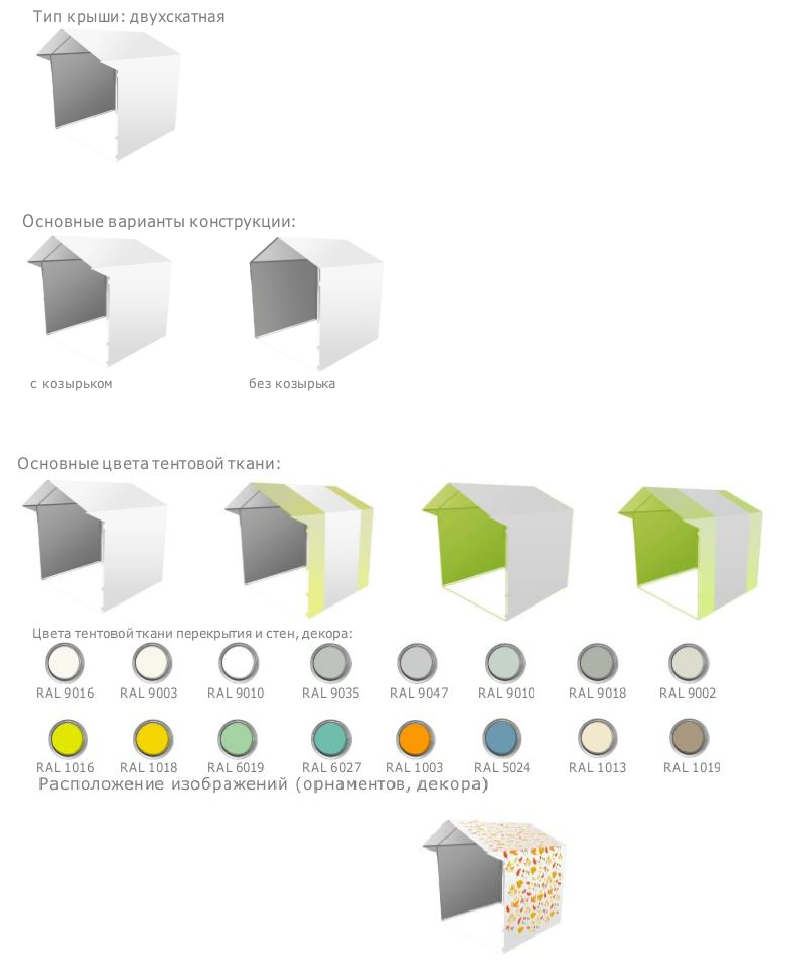 Тип крыши: двухскатная
Основные варианты конструкции:
с козырьком без козырька
Основные цвета тентовой ткани:
Цвета тентовой ткани перекрытия и стен, декора:
RAL 9016 RAL 9003 RAL 9010 RAL 9035 RAL 9047 RAL 9010 RAL 9018 RAL 9002
RAL 1016 RAL 1018 RAL 6019 RAL 6027 RAL 1003 RAL 5024 RAL 1013 RAL 1019
Расположение изображений (орнаментов, декора)